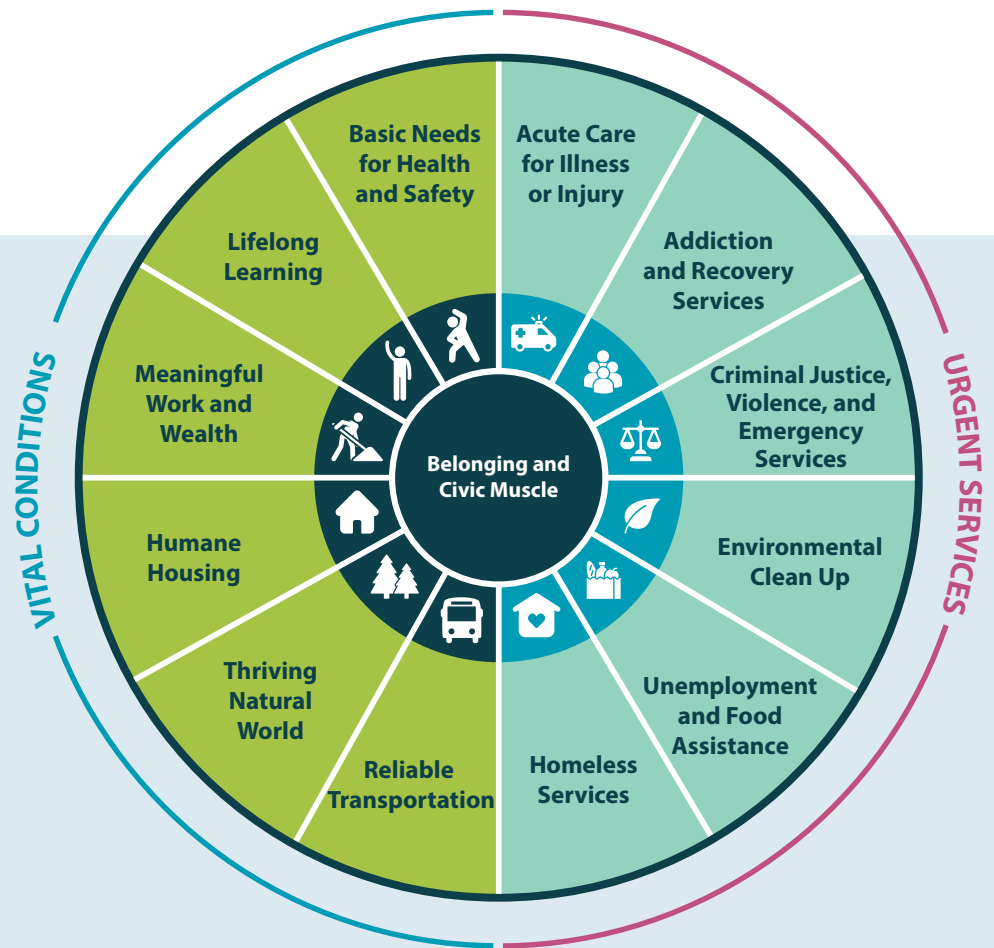 Basic Needs
for Health
and Safety
Acute Care
for Illness
or Injury
Lifelong
Learning
Addiction
and Recovery
Services
Meaningful
Work and
Wealth
Criminal Justice,
Violence, and
Emergency
Services
VITAL CONDITIONS
Belonging and
Civic Muscle
URGENT SERVICES
Humane
Housing
Environmental
Clean Up
Thriving
Natural
World
Unemployment
and Food
Assistance
Reliable
Transportation
Homeless
Services